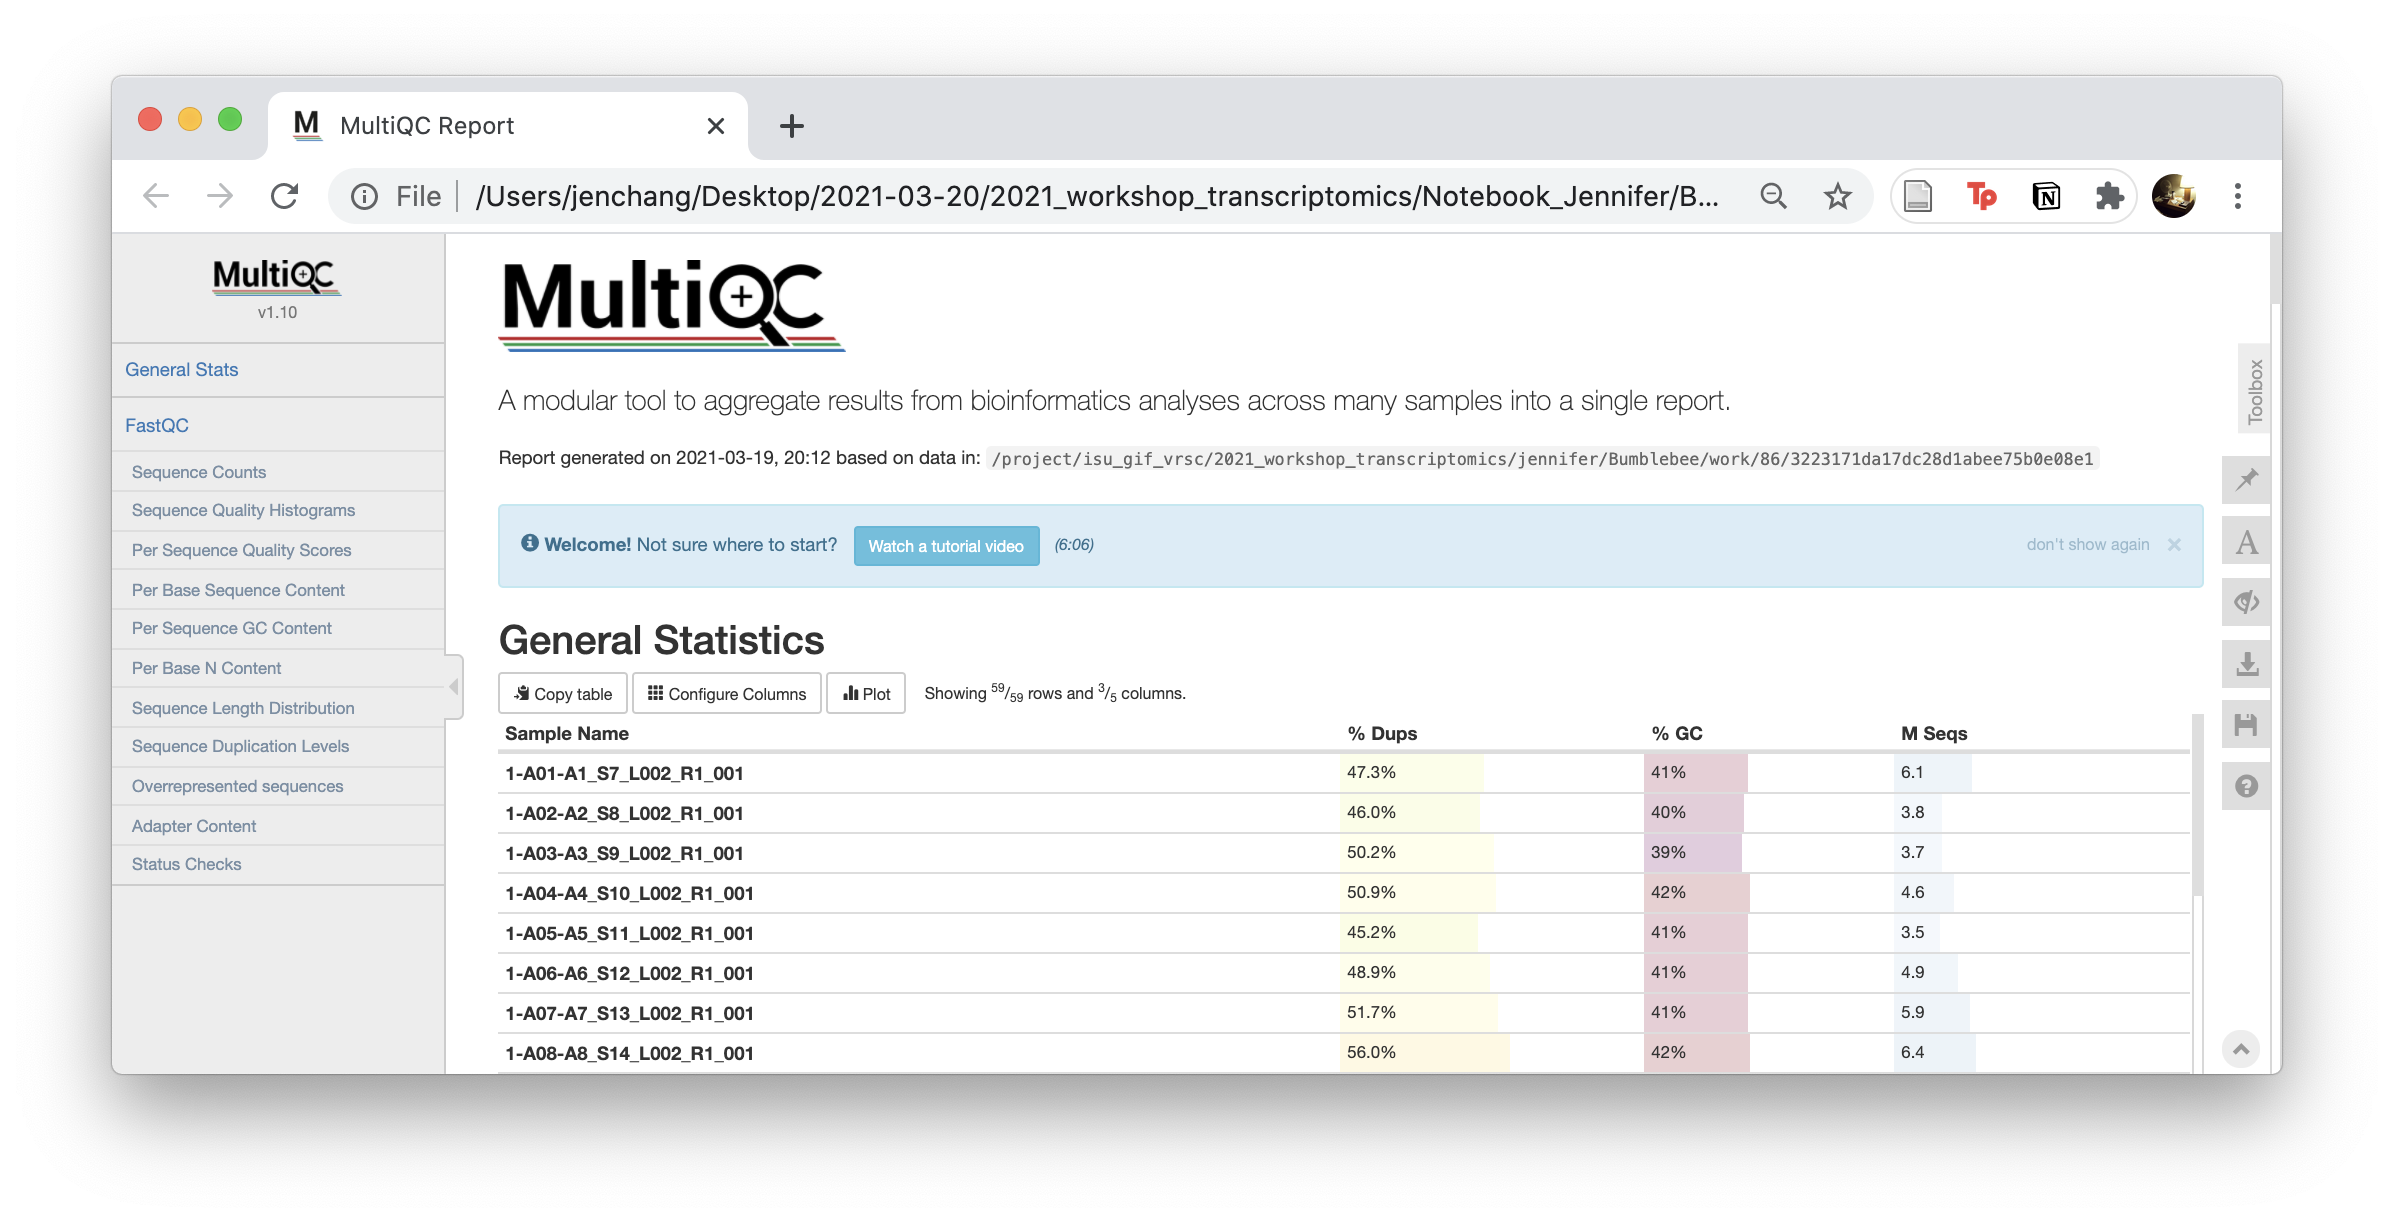 M MultiQC Report
File /Users/jenchang/Desktop/2021-03-20/2021_workshop_transcriptomics/Notebook_Jennifer/B...
Tp N
MultiQC
v1.10
General Stats
FastQC
Sequence Counts
Sequence Quality Histograms
Per Sequence Quality Scores
Per Base Sequence Content
Per Sequence GC Content
Per Base N Content
Sequence Length Distribution
Sequence Duplication Levels
Overrepresented sequences
Adapter Content
Status Checks
MultiQC
A modular tool to aggregate results from bioinformatics analyses across many samples into a single report.
Report generated on 2021-03-19, 20:12 based on data in: /project/isu_gif_vrsc/2021_workshop_transcriptomics/jennifer/Bumblebee/work/86/3223171da17dc28d1abee75b0e08e1
Welcome! Not sure where to start? Watch a tutorial video (6:06) don't show again ×
General Statistics
Copy table Configure Columns Plot Showing 59/59 rows and 3/5 columns.
Sample Name % Dups % GC M Seqs
1-A01-A1_S7_L002_R1_001 47.3% 41% 6.1
1-A02-A2_S8_L002_R1_001 46.0% 40% 3.8
1-A03-A3_S9_L002_R1_001 50.2% 39% 3.7
1-A04-A4_S10_L002_R1_001 50.9% 42% 4.6
1-A05-A5_S11_L002_R1_001 45.2% 41% 3.5
1-A06-A6_S12_L002_R1_001 48.9% 41% 4.9
1-A07-A7_S13_L002_R1_001 51.7% 41% 5.9
1-A08-A8_S14_L002_R1_001 56.0% 42% 6.4
Toolbox
A